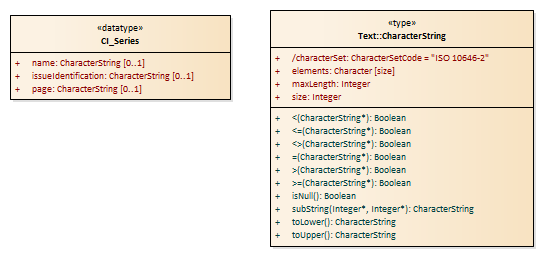 «datatype»
CI_Series
+ name: CharacterString [0..1]
+ issueIdentification: CharacterString [0..1]
+ page: CharacterString [0..1]
«type»
Text::CharacterString
+ /characterSet: CharacterSetCode = "ISO 10646-2"
+ elements: Character [size]
+ maxLength: Integer
+ size: Integer
+ <(CharacterString*): Boolean
+ <=(CharacterString*): Boolean
+ <>(CharacterString*): Boolean
+ =(CharacterString*): Boolean
+ >(CharacterString*): Boolean
+ >=(CharacterString*): Boolean
+ isNull(): Boolean
+ subString(Integer*, Integer*): CharacterString
+ toLower(): CharacterString
+ toUpper(): CharacterString